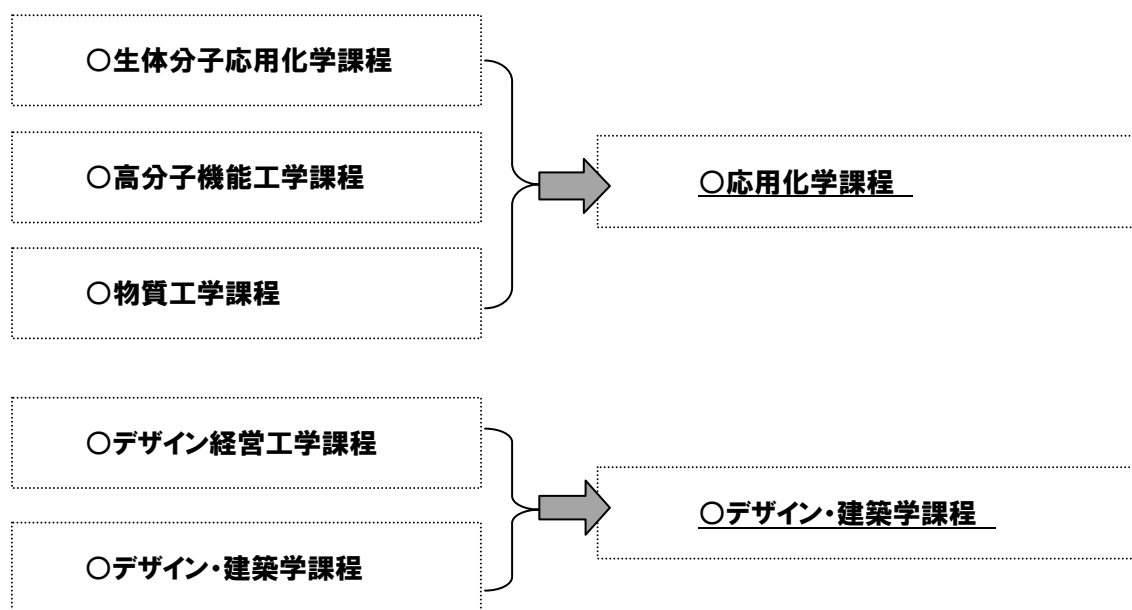 ○生体分子応用化学課程
○高分子機能工学課程
○応用化学課程
○物質工学課程
○デザイン経営工学課程
○デザイン・建築学課程
○デザイン・建築学課程